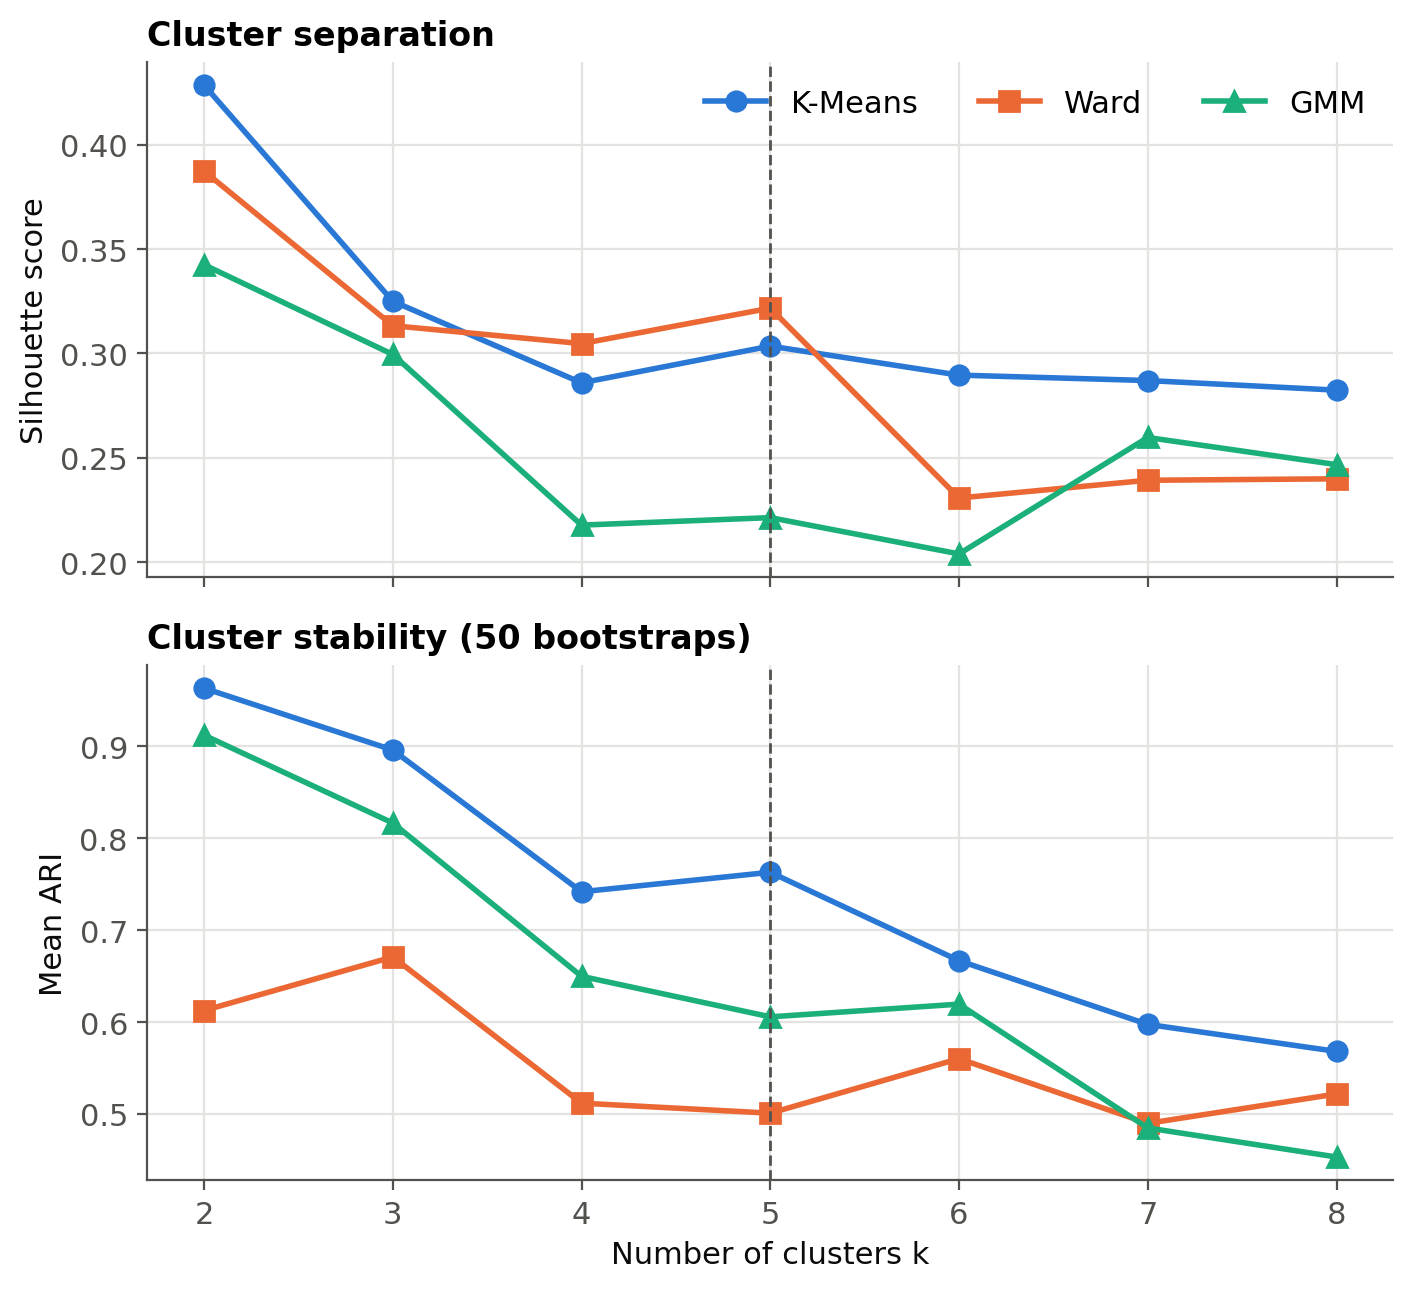 Cluster separation
K-Means
Ward
GMM
Silhouette score
0.40
0.35
0.30
0.25
0.20
Cluster stability (50 bootstraps)
Mean ARI
0.9
0.8
0.7
0.6
0.5
2 3 4 5 6 7 8
Number of clusters k